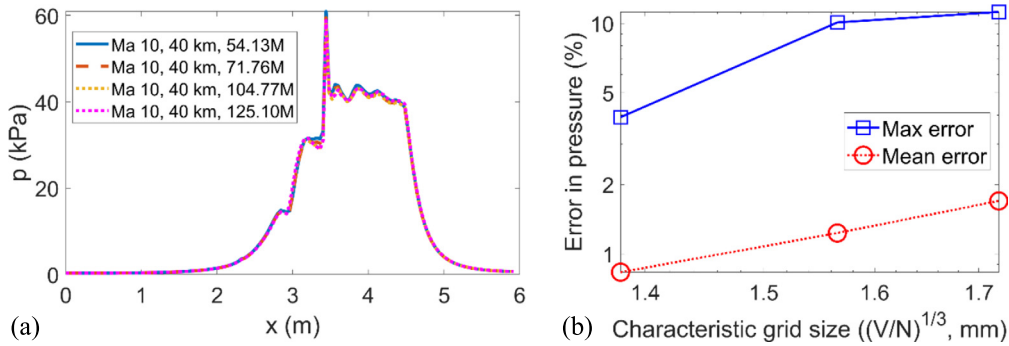 60
40
20
0
p (kPa)
Ma 10, 40 km, 54.13M
Ma 10, 40 km, 71.76M
Ma 10, 40 km, 104.77M
Ma 10, 40 km, 125.10M
0 1 2 3 4 5 6
x (m)
(a)
10
5
2
1
Error in pressure (%)
Max error
Mean error
1.4 1.5 1.6 1.7
Characteristic grid size ((V/N)^1/3, mm)
(b)